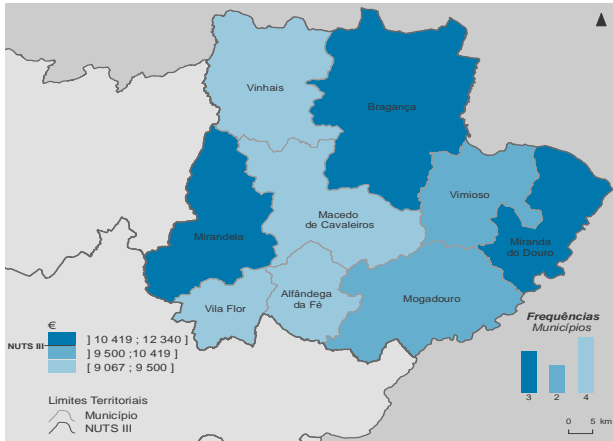 Vinhais
Bragança
Vimioso
Macedo
de Cavaleiros
Mirandela
Miranda
do Douro
Alfândega
da Fé
Vila Flor
Mogadouro
€
NUTS III
] 10 419 ; 12 340 ]
] 9 500 ;10 419 ]
[ 9 067 ; 9 500 ]
Limites Territoriais
Município
NUTS III
Frequências
Municípios
3 2 4
0 5 km